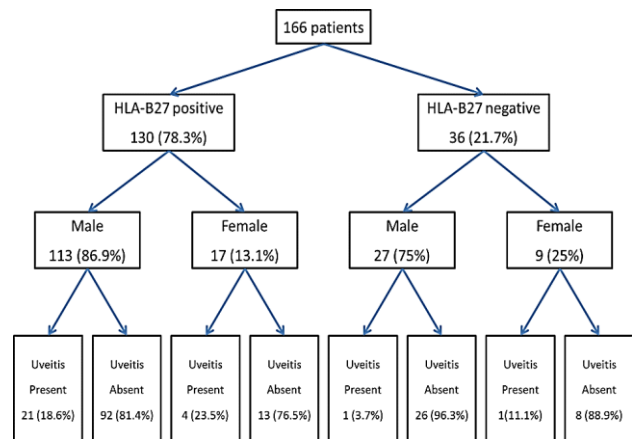 166 patients
HLA-B27 positive
130 (78.3%)
HLA-B27 negative
36 (21.7%)
Male
113 (86.9%)
Female
17 (13.1%)
Male
27 (75%)
Female
9 (25%)
Uveitis
Present
21 (18.6%)
Uveitis
Absent
92 (81.4%)
Uveitis
Present
4 (23.5%)
Uveitis
Absent
13 (76.5%)
Uveitis
Present
1 (3.7%)
Uveitis
Absent
26 (96.3%)
Uveitis
Present
1(11.1%)
Uveitis
Absent
8 (88.9%)